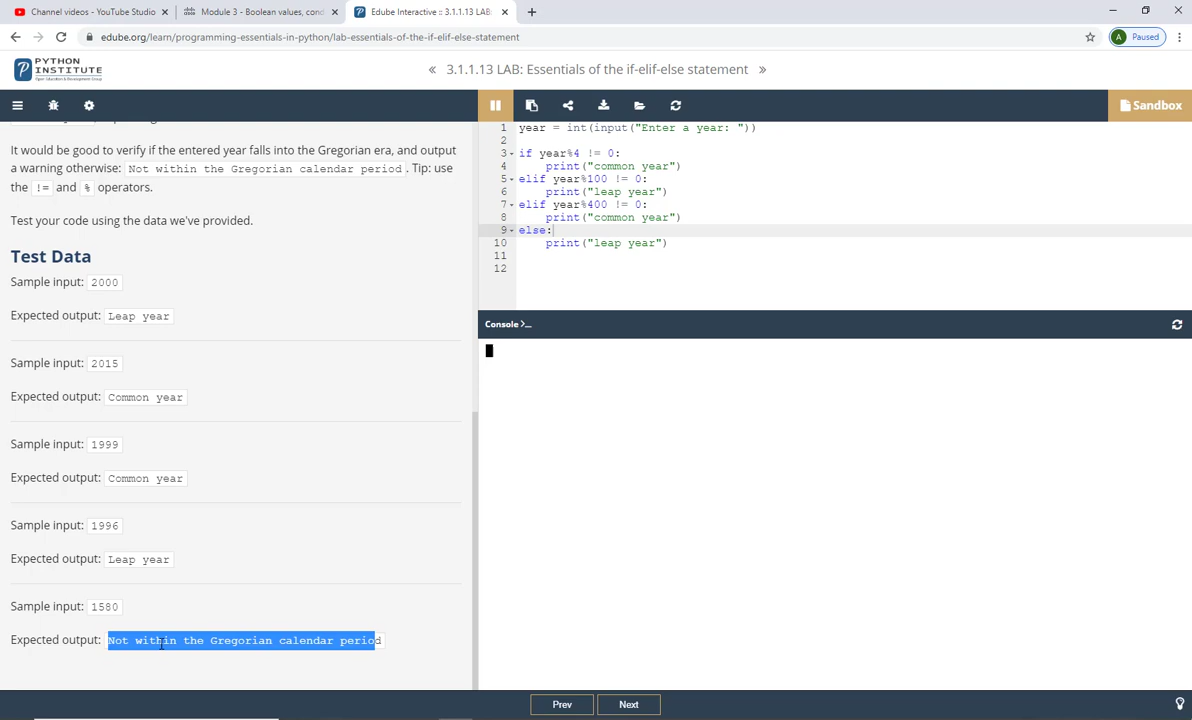 Channel videos - YouTube Studio
Module 3 - Boolean values, cond
Edube Interactive :: 3.1.1.13 LAB:
edube.org/learn/programming-essentials-in-python/lab-essentials-of-the-if-elif-else-statement
A Paused
PYTHON
INSTITUTE
Open Education & Development Group
« 3.1.1.13 LAB: Essentials of the if-elif-else statement »
Sandbox
It would be good to verify if the entered year falls into the Gregorian era, and output
a warning otherwise: Not within the Gregorian calendar period. Tip: use
the != and % operators.
Test your code using the data we've provided.
Test Data
Sample input: 2000
Expected output: Leap year
Sample input: 2015
Expected output: Common year
Sample input: 1999
Expected output: Common year
Sample input: 1996
Expected output: Leap year
Sample input: 1580
Expected output: Not within the Gregorian calendar period
1 year = int(input("Enter a year: "))
2
3 if year%4 != 0:
4 print("common year")
5 elif year%100 != 0:
6 print("leap year")
7 elif year%400 != 0:
8 print("common year")
9 else:
10 print("leap year")
11
12
Console >_
Prev
Next